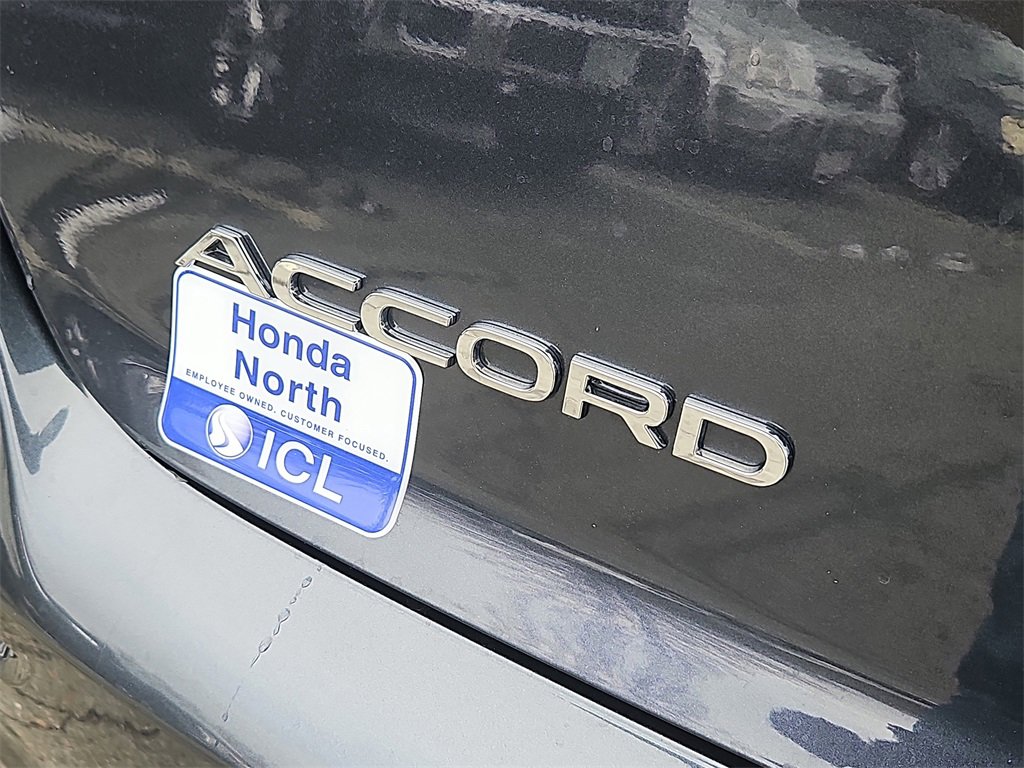 ACCORD
Honda
North
EMPLOYEE OWNED. CUSTOMER FOCUSED.
ICL